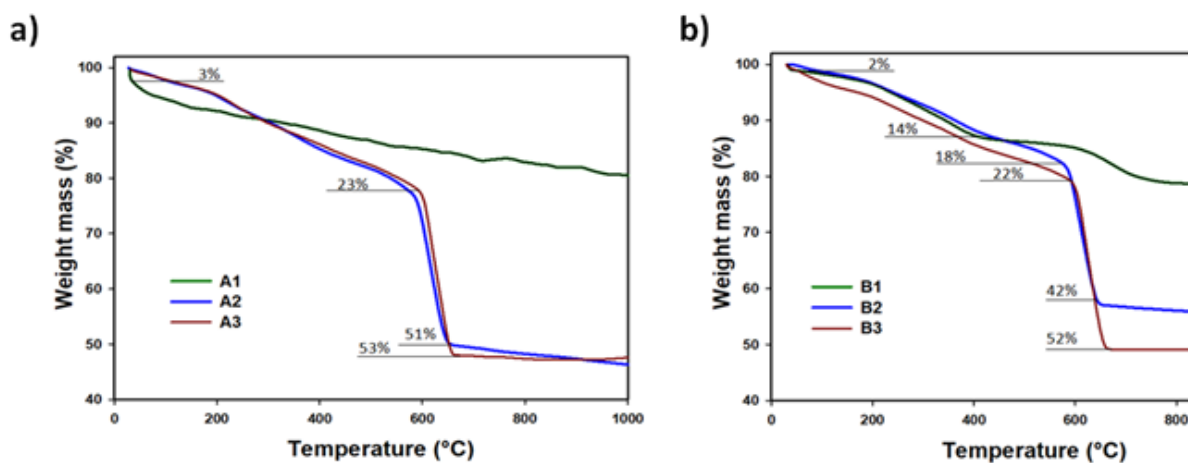 a)
Weight mass (%)
100
90
80
70
60
50
40
3%
23%
51%
53%
A1
A2
A3
0
200
400
600
800
1000
Temperature (°C)
b)
Weight mass (%)
100
90
80
70
60
50
40
2%
14%
18%
22%
42%
52%
B1
B2
B3
0
200
400
600
800
Temperature (°C)